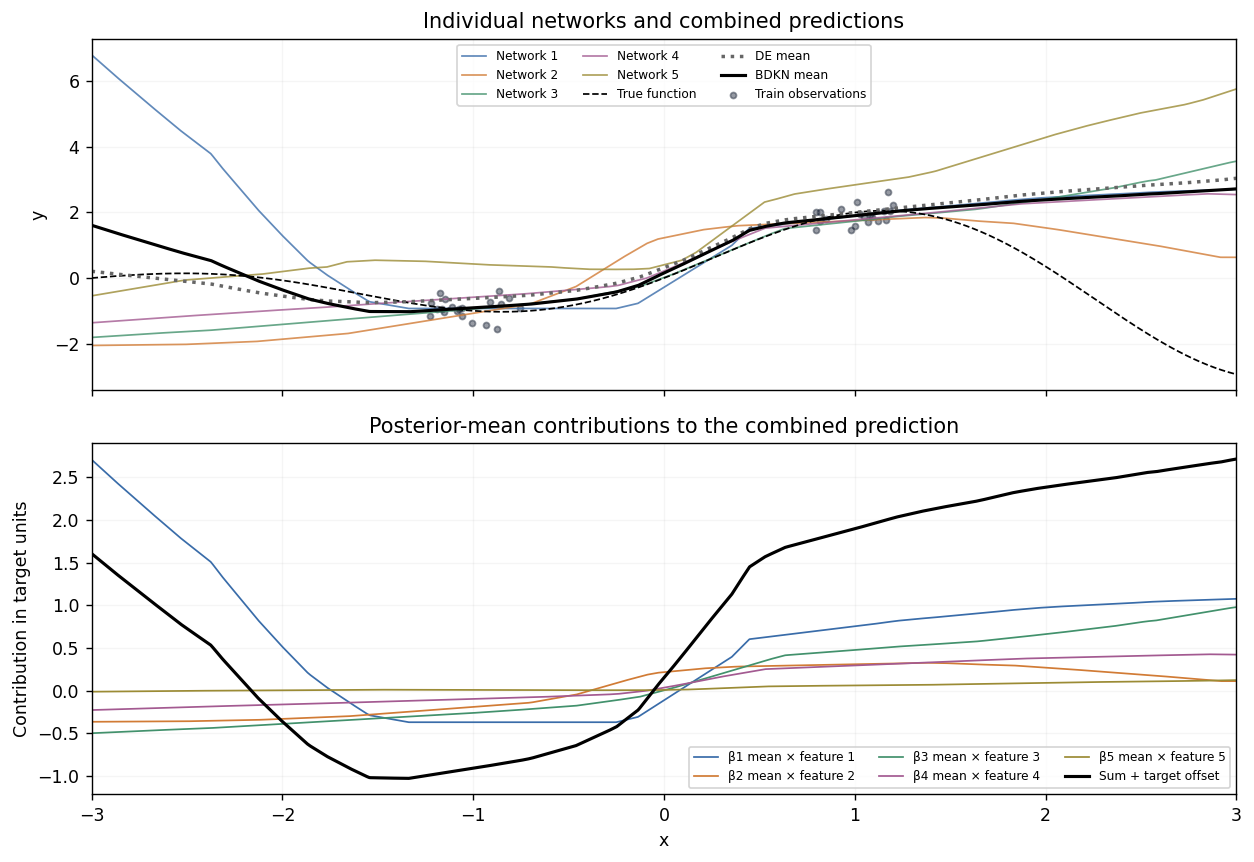 Individual networks and combined predictions
Network 1
Network 2
Network 3
Network 4
Network 5
True function
DE mean
BDKN mean
Train observations
6
4
2
0
−2
y
Posterior-mean contributions to the combined prediction
2.5
2.0
1.5
1.0
0.5
0.0
−0.5
−1.0
Contribution in target units
β1 mean × feature 1
β2 mean × feature 2
β3 mean × feature 3
β4 mean × feature 4
β5 mean × feature 5
Sum + target offset
−3 −2 −1 0 1 2 3
x